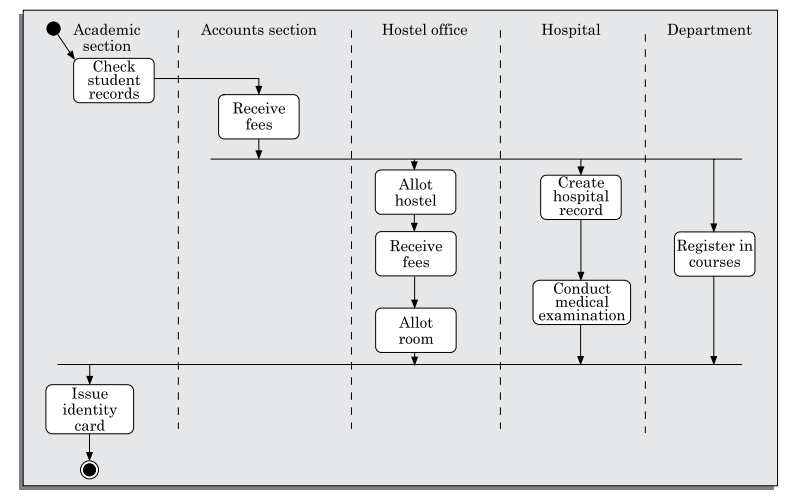 Academic
section
Accounts section
Hostel office
Hospital
Department
Check
student
records
Receive
fees
Allot
hostel
Create
hospital
record
Receive
fees
Register in
courses
Conduct
medical
examination
Allot
room
Issue
identity
card